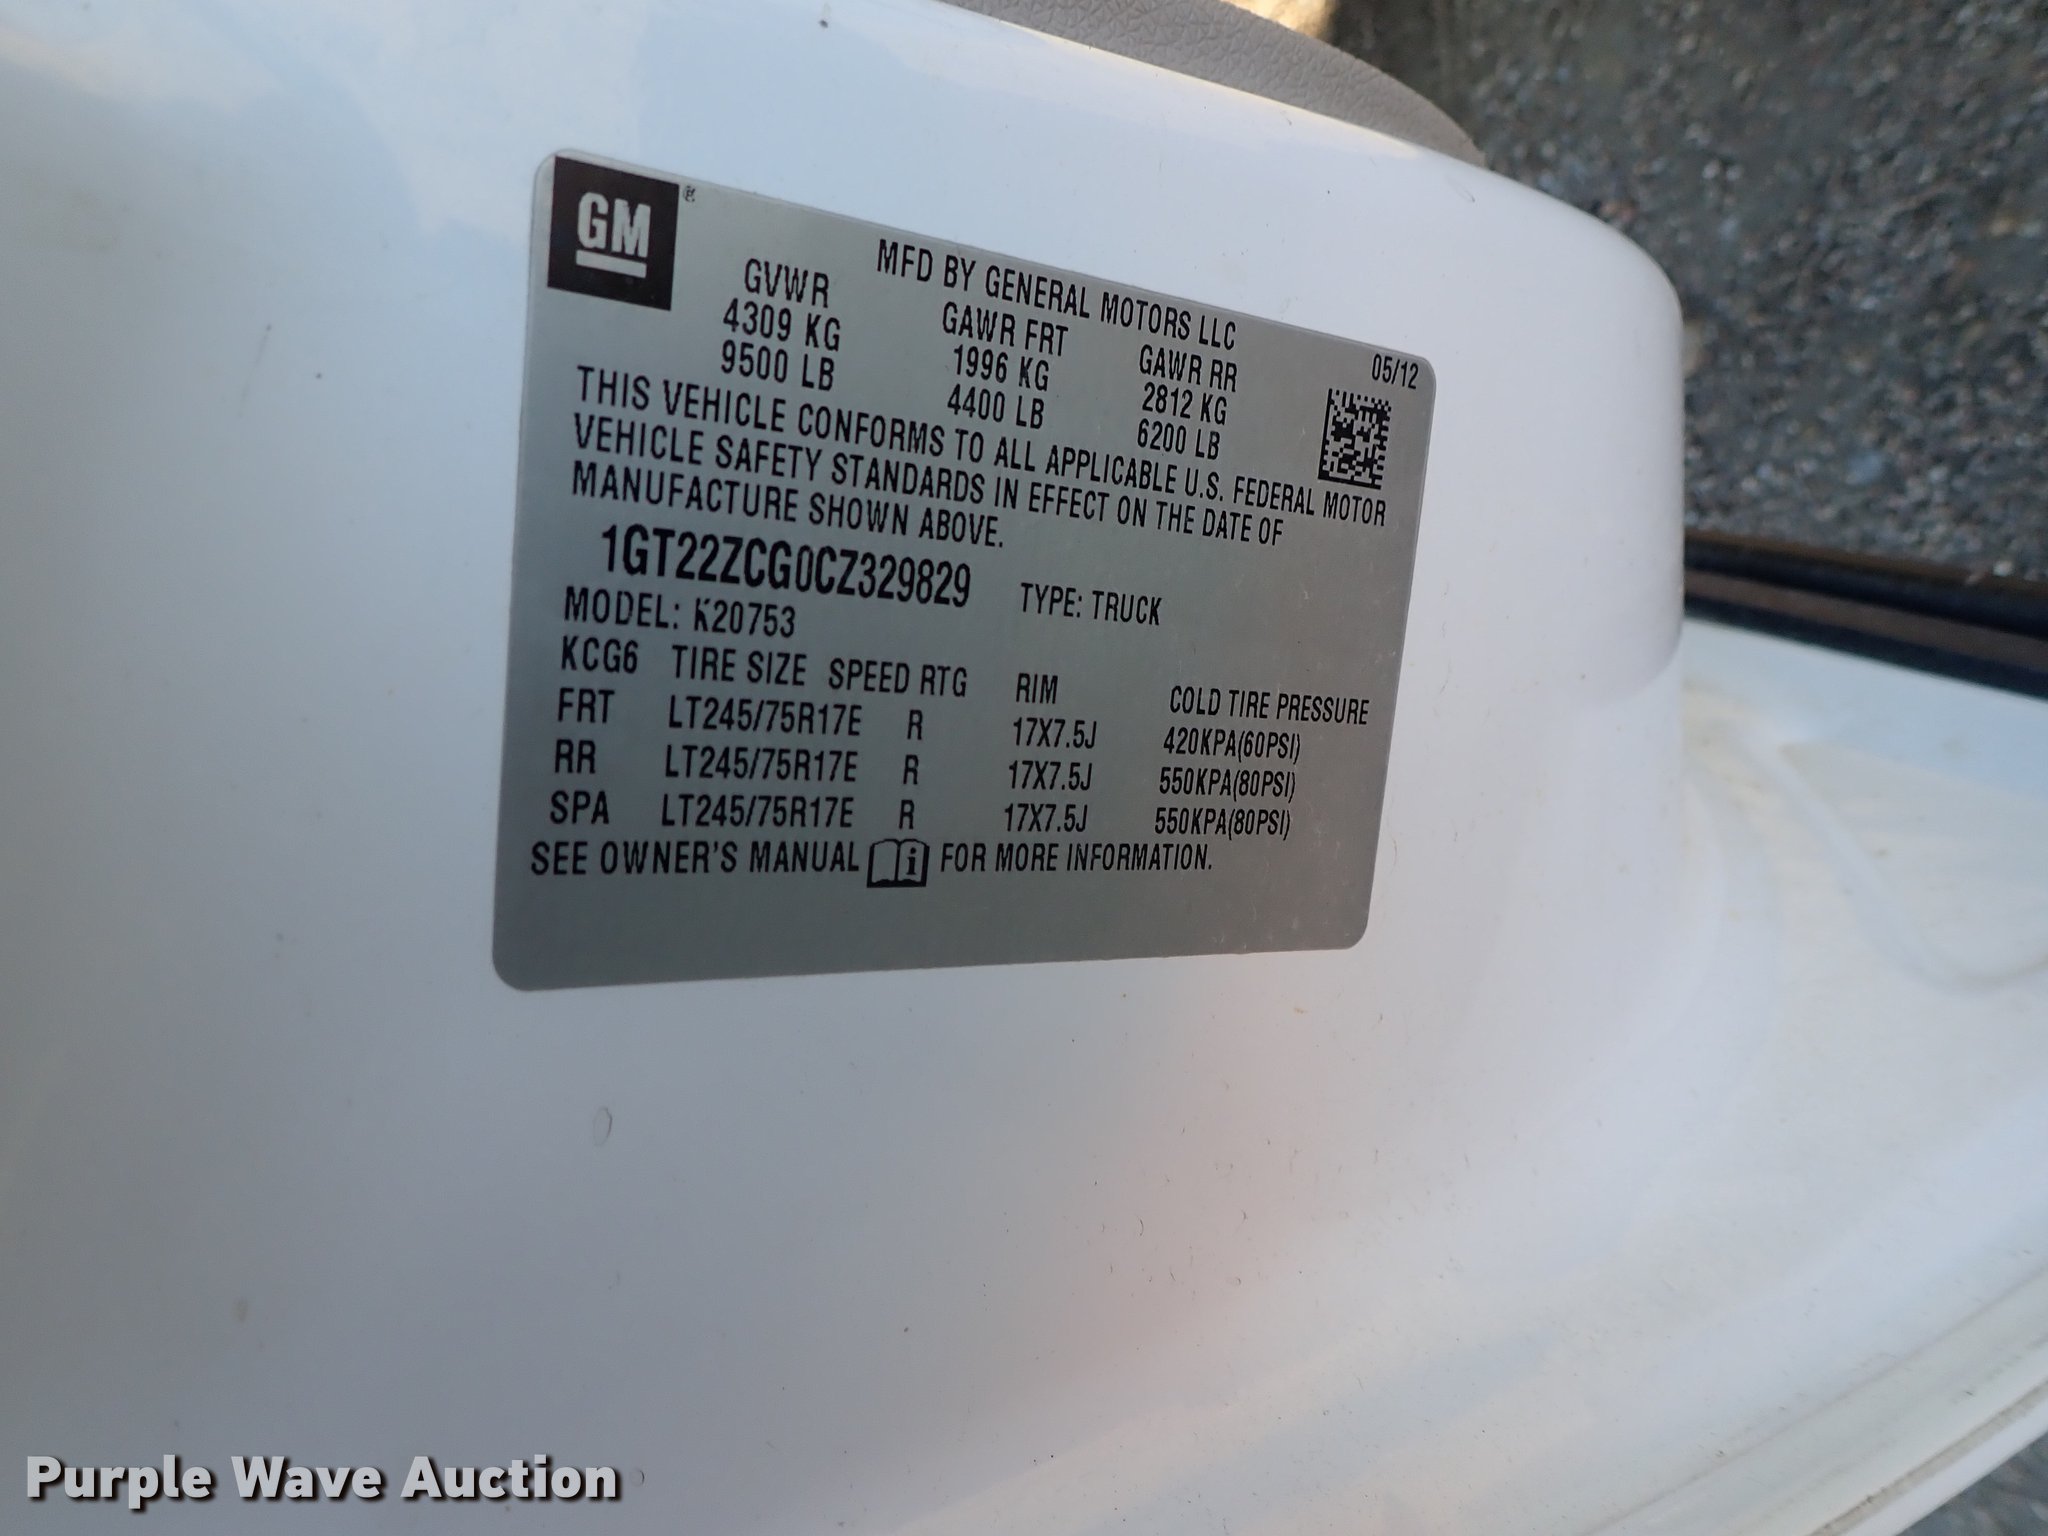 GM ®
MFD BY GENERAL MOTORS LLC
05/12
GVWR GAWR FRT GAWR RR
4309 KG 1996 KG 2812 KG
9500 LB 4400 LB 6200 LB
THIS VEHICLE CONFORMS TO ALL APPLICABLE U.S. FEDERAL MOTOR
VEHICLE SAFETY STANDARDS IN EFFECT ON THE DATE OF
MANUFACTURE SHOWN ABOVE.
1GT22ZCG0CZ329829 TYPE: TRUCK
MODEL: K20753
KCG6 TIRE SIZE SPEED RTG RIM COLD TIRE PRESSURE
FRT LT245/75R17E R 17X7.5J 420KPA(60PSI)
RR LT245/75R17E R 17X7.5J 550KPA(80PSI)
SPA LT245/75R17E R 17X7.5J 550KPA(80PSI)
SEE OWNER'S MANUAL i FOR MORE INFORMATION.
Purple Wave Auction